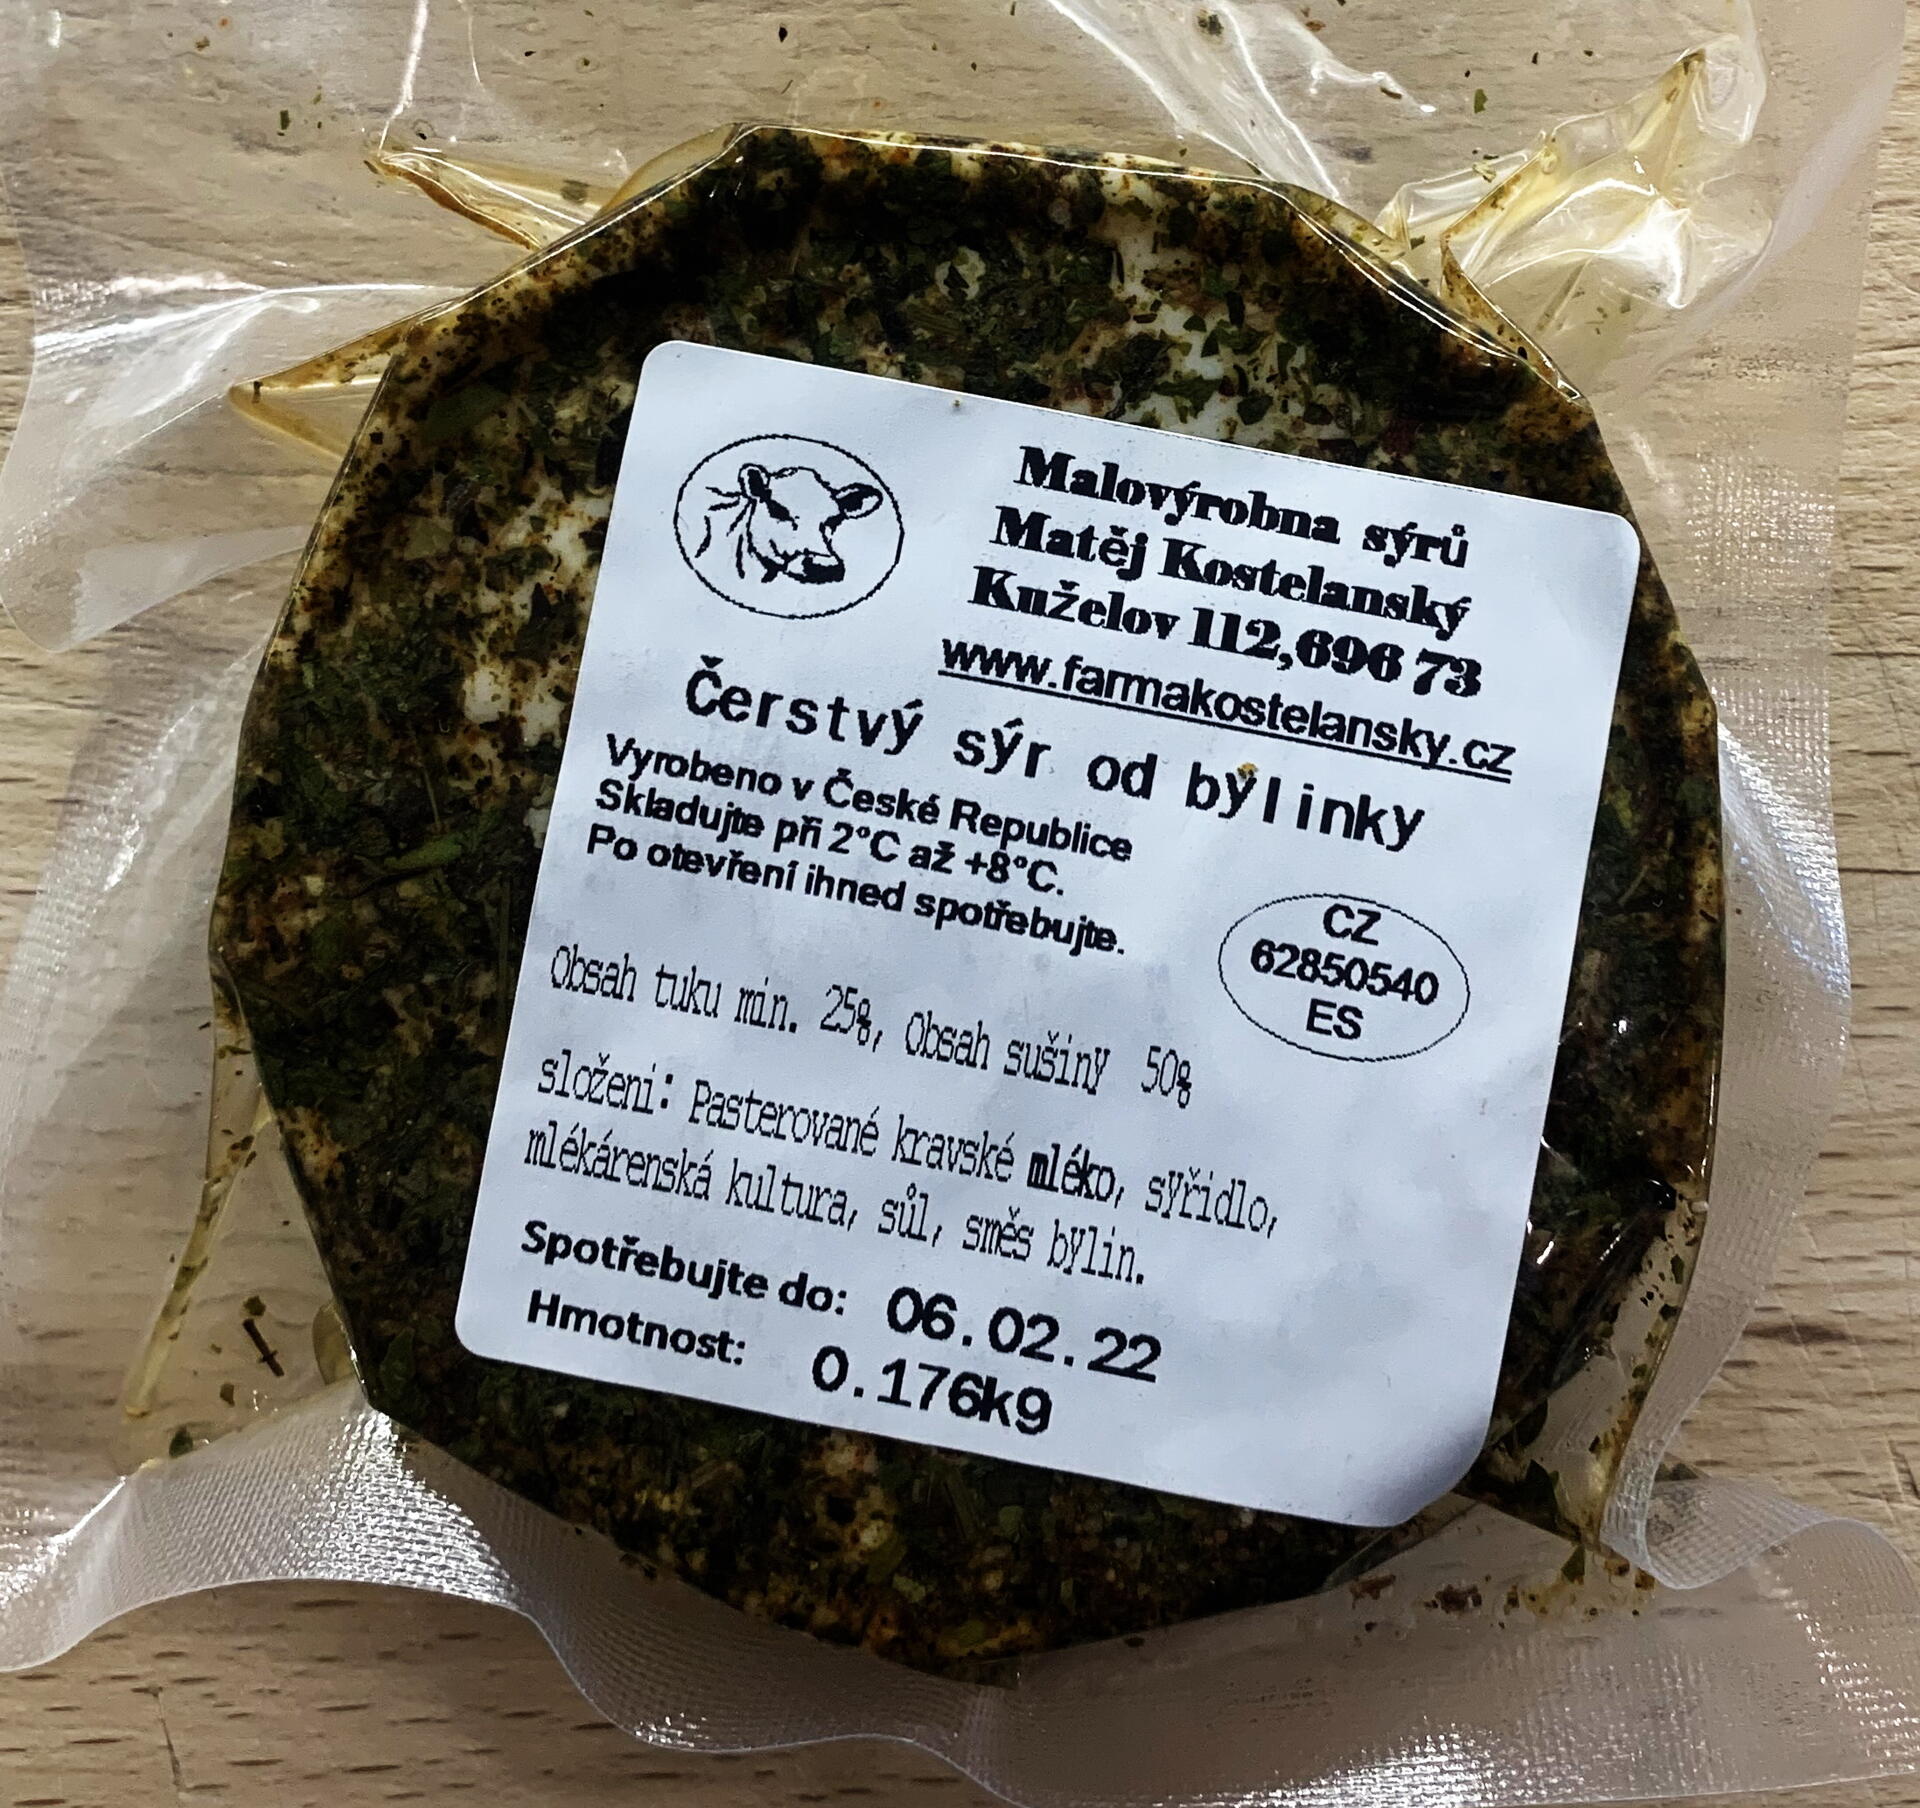 Malovýrobna sýrů
Matěj Kostelanský
Kuželov 112,696 73
www.farmakostelansky.cz
Čerstvý sýr od bylinky
Vyrobeno v České Republice
Skladujte při 2°C až +8°C.
Po otevření ihned spotřebujte.
CZ
62850540
ES
Obsah tuku min. 25%, Obsah sušiny 50%
složeni: Pasterované kravské mléko, syřidlo,
mlékárenská kultura, sůl, směs bylin.
Spotřebujte do: 06.02.22
Hmotnost: 0.176kg